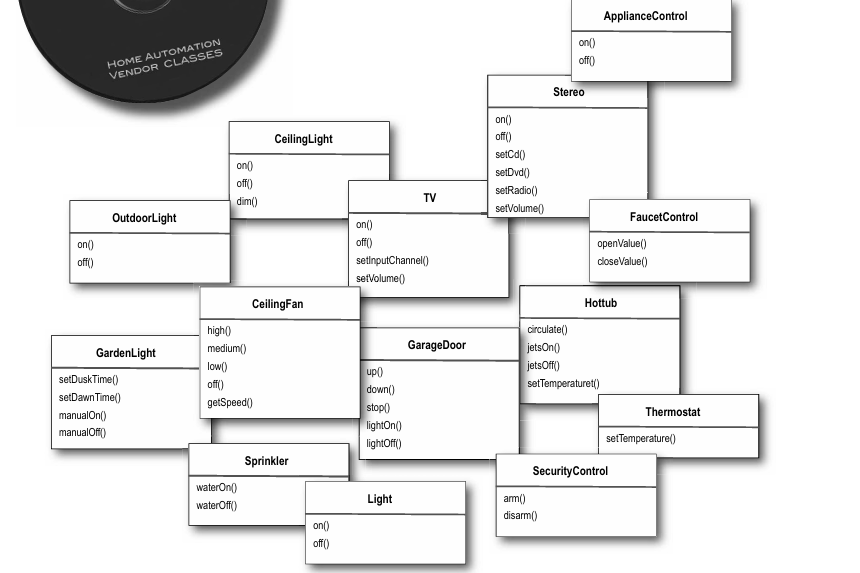 HOME AUTOMATION
VENDOR CLASSES
ApplianceControl
on()
off()
Stereo
on()
off()
setCd()
setDvd()
setRadio()
setVolume()
CeilingLight
on()
off()
dim()
TV
on()
off()
setInputChannel()
setVolume()
OutdoorLight
on()
off()
FaucetControl
openValue()
closeValue()
CeilingFan
high()
medium()
low()
off()
getSpeed()
Hottub
circulate()
jetsOn()
jetsOff()
setTemperaturet()
GardenLight
setDuskTime()
setDawnTime()
manualOn()
manualOff()
GarageDoor
up()
down()
stop()
lightOn()
lightOff()
Thermostat
setTemperature()
Sprinkler
waterOn()
waterOff()
SecurityControl
arm()
disarm()
Light
on()
off()